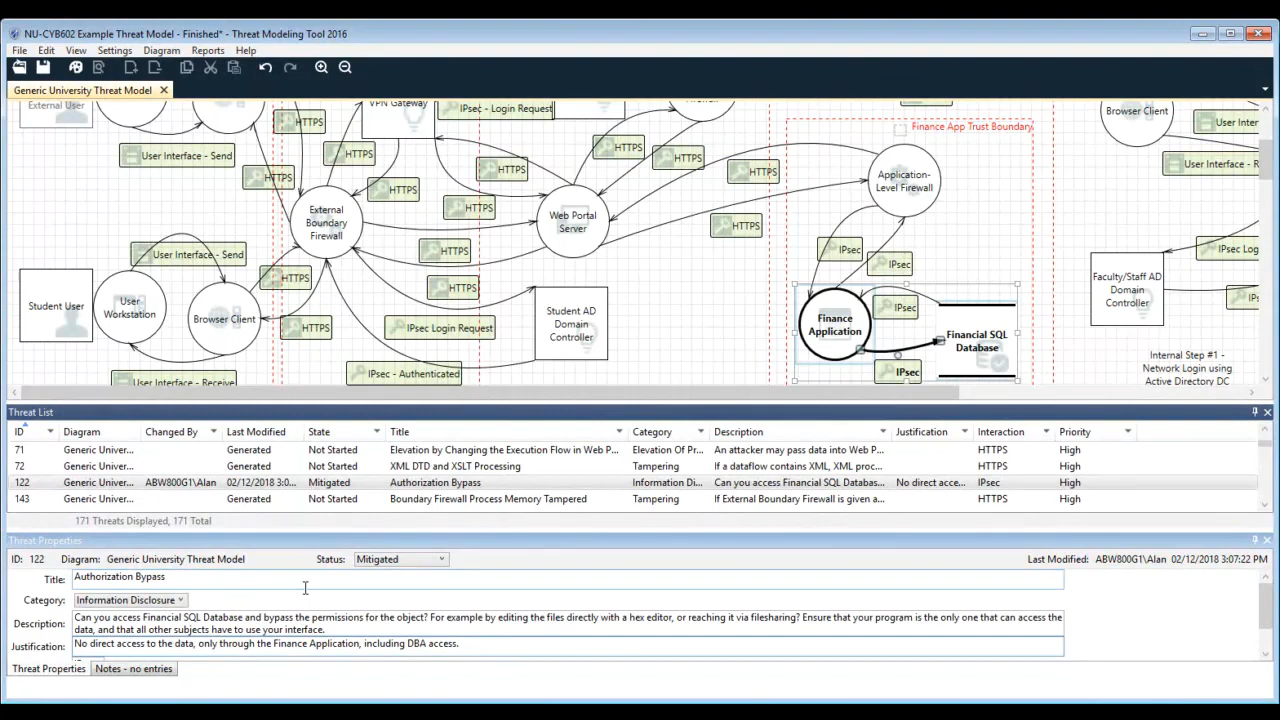 NU-CYB602 Example Threat Model - Finished* - Threat Modeling Tool 2016
File Edit View Settings Diagram Reports Help
Generic University Threat Model
External User
HTTPS
User Interface - Send
HTTPS
VPN Gateway
HTTPS
HTTPS
IPsec - Login Request
HTTPS
HTTPS
HTTPS
HTTPS
HTTPS
HTTPS
Finance App Trust Boundary
Application-
Level Firewall
Browser Client
User Inter
User Interface - R
External
Boundary
Firewall
Web Portal
Server
HTTPS
HTTPS
IPsec
IPsec
IPsec Log
User Interface - Send
HTTPS
Student User
User
Workstation
Browser Client
HTTPS
User Interface - Receive
IPsec Login Request
IPsec - Authenticated
Student AD
Domain
Controller
Finance
Application
IPsec
Financial SQL
Database
IPsec
Faculty/Staff AD
Domain
Controller
Internal Step #1 -
Network Login using
Active Directory DC
Threat List
ID Diagram Changed By Last Modified State Title Category Description Justification Interaction Priority
71 Generic Univer... Generated Not Started Elevation by Changing the Execution Flow in Web P... Elevation Of Pr... An attacker may pass data into Web P... HTTPS High
72 Generic Univer... Generated Not Started XML DTD and XSLT Processing Tampering If a dataflow contains XML, XML proc... HTTPS High
122 Generic Univer... ABW800G1\Alan 02/12/2018 3:0... Mitigated Authorization Bypass Information Di... Can you access Financial SQL Databas... No direct acce... IPsec High
143 Generic Univer... Generated Not Started Boundary Firewall Process Memory Tampered Tampering If External Boundary Firewall is given a... HTTPS High
171 Threats Displayed, 171 Total
Threat Properties
ID: 122 Diagram: Generic University Threat Model Status: Mitigated Last Modified: ABW800G1\Alan 02/12/2018 3:07:22 PM
Title: Authorization Bypass
Category: Information Disclosure
Description: Can you access Financial SQL Database and bypass the permissions for the object? For example by editing the files directly with a hex editor, or reaching it via filesharing? Ensure that your program is the only one that can access the
data, and that all other subjects have to use your interface.
Justification: No direct access to the data, only through the Finance Application, including DBA access.
Threat Properties Notes - no entries